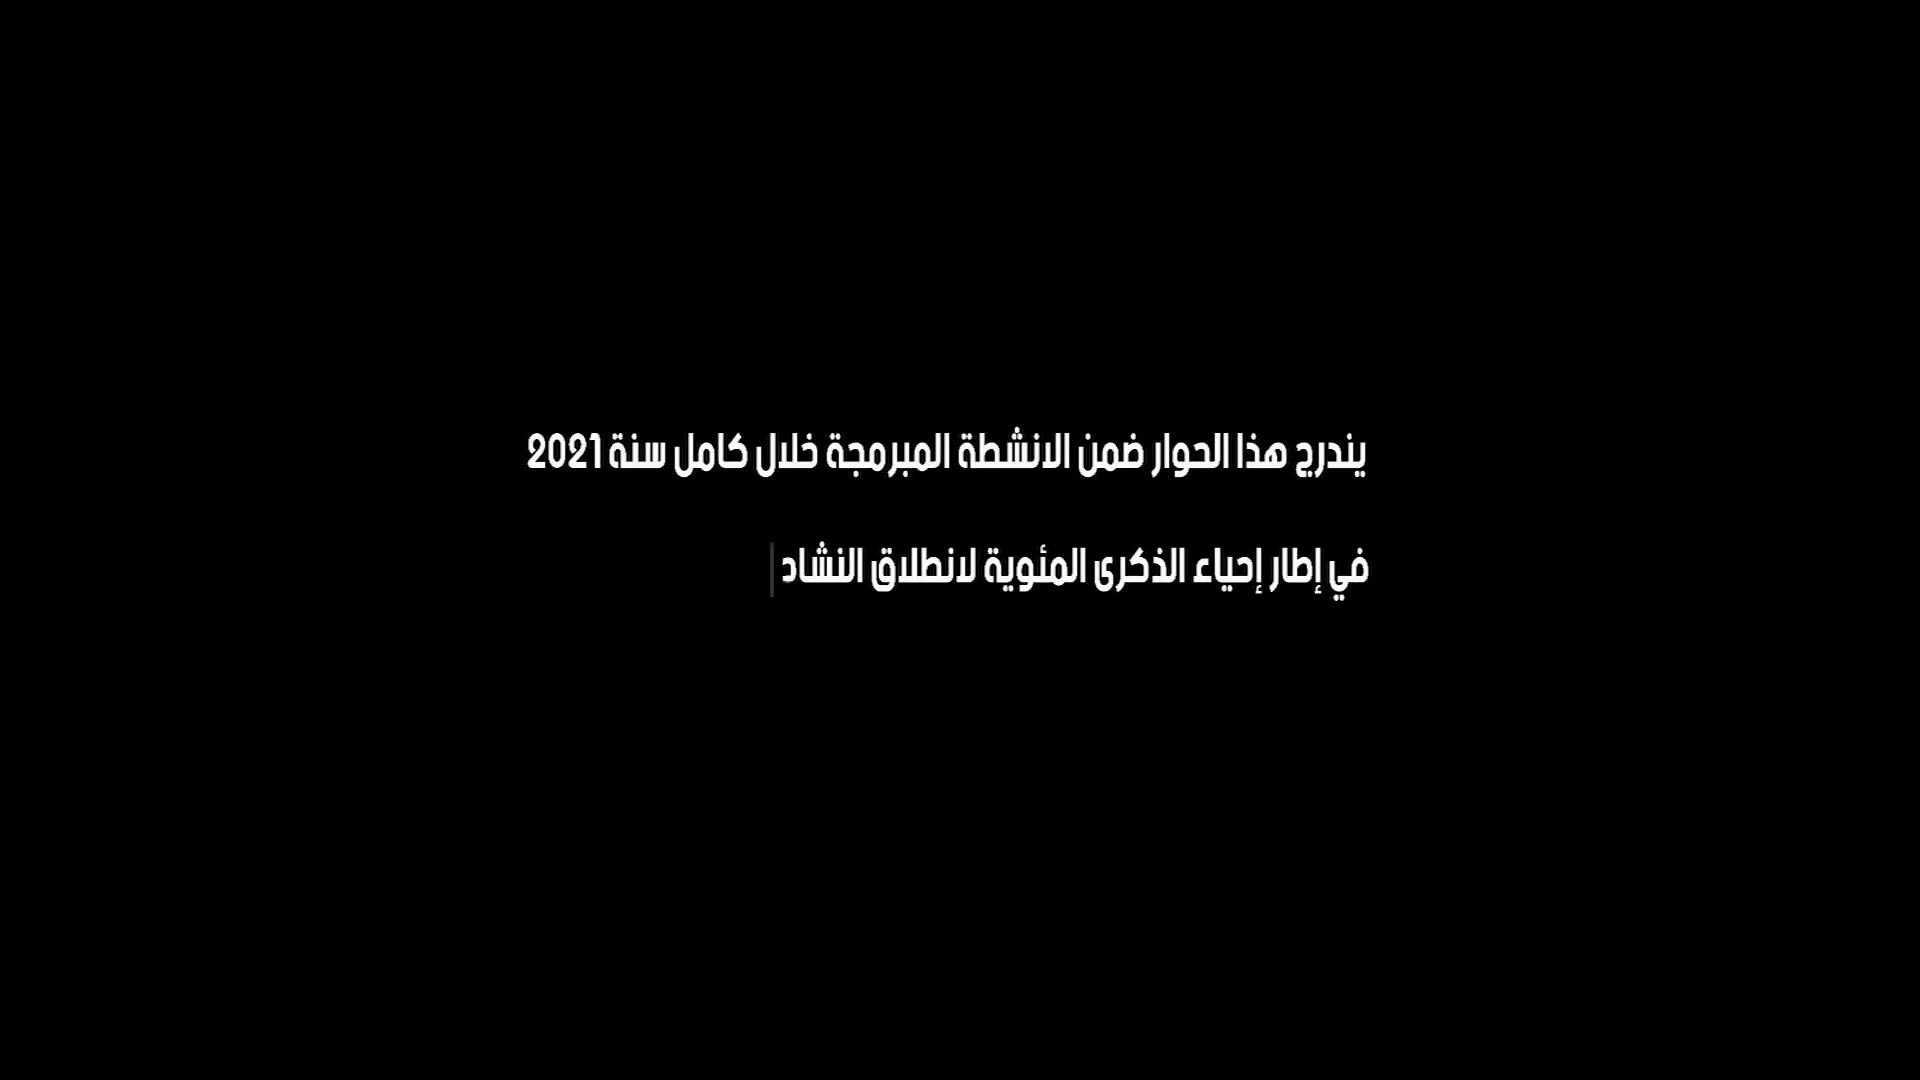 يندرج هذا الحوار ضمن الانشطة المبرمجة خلال كامل سنة 2021
في إطار إحياء الذكرى المئوية لانطلاق النشاد